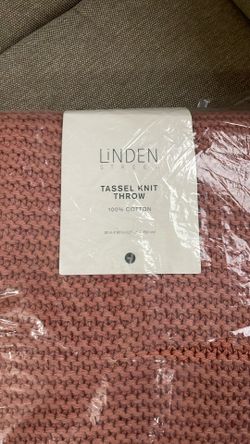 LiNDEN
STREET
TASSEL KNIT
THROW
100% COTTON